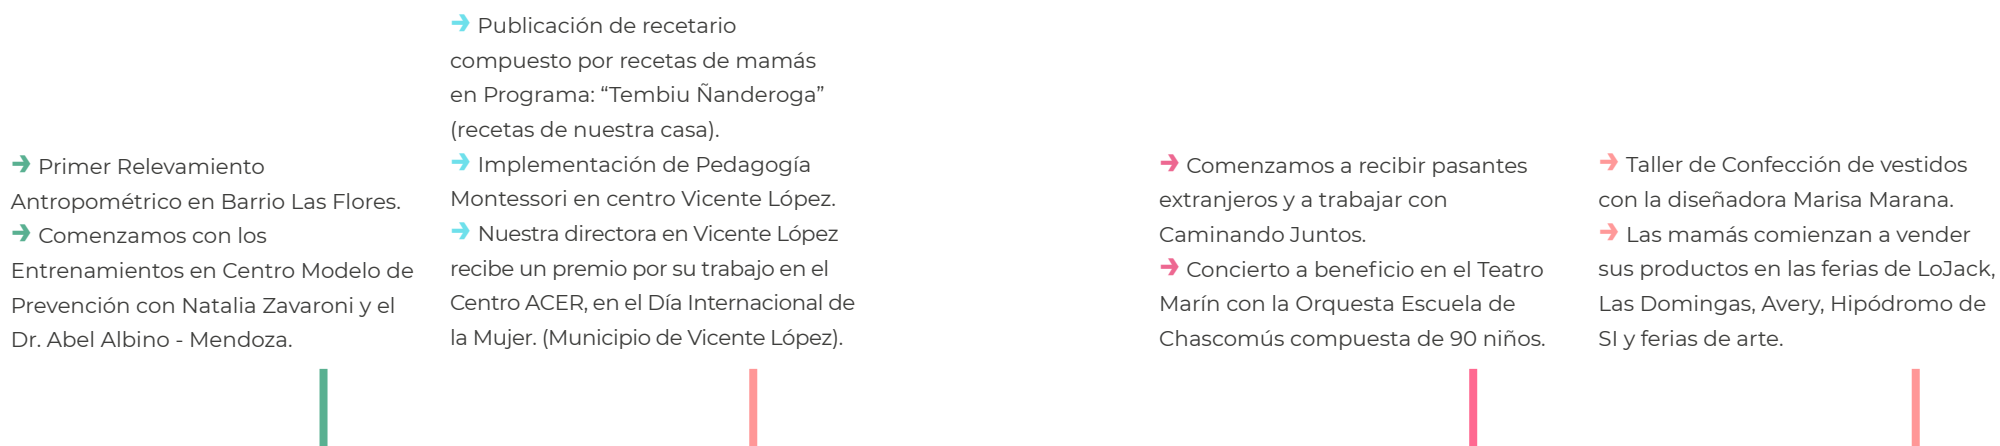 → Primer Relevamiento
Antropométrico en Barrio Las Flores.
→ Comenzamos con los
Entrenamientos en Centro Modelo de
Prevención con Natalia Zavaroni y el
Dr. Abel Albino - Mendoza.
→ Publicación de recetario
compuesto por recetas de mamás
en Programa: “Tembiu Ñanderoga”
(recetas de nuestra casa).
→ Implementación de Pedagogía
Montessori en centro Vicente López.
→ Nuestra directora en Vicente López
recibe un premio por su trabajo en el
Centro ACER, en el Día Internacional de
la Mujer. (Municipio de Vicente López).
→ Comenzamos a recibir pasantes
extranjeros y a trabajar con
Caminando Juntos.
→ Concierto a beneficio en el Teatro
Marín con la Orquesta Escuela de
Chascomús compuesta de 90 niños.
→ Taller de Confección de vestidos
con la diseñadora Marisa Marana.
→ Las mamás comienzan a vender
sus productos en las ferias de LoJack,
Las Domingas, Avery, Hipódromo de
SI y ferias de arte.